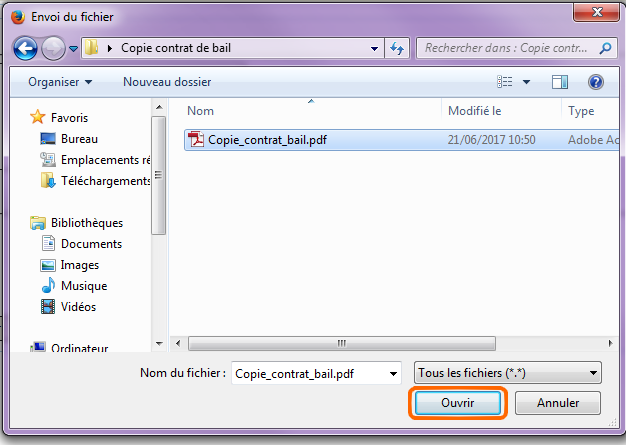 Envoi du fichier
Copie contrat de bail
Rechercher dans : Copie contr...
Organiser
Nouveau dossier
Nom Modifié le Type
Favoris
Bureau
Emplacements ré
Téléchargements
Bibliothèques
Documents
Images
Musique
Vidéos
Ordinateur
Copie_contrat_bail.pdf 21/06/2017 10:50 Adobe Ac
Nom du fichier : Copie_contrat_bail.pdf
Tous les fichiers (*.*)
Ouvrir
Annuler